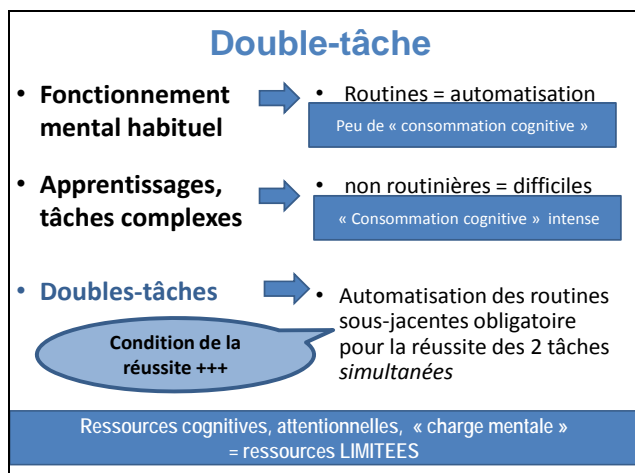 Double-tâche
• Fonctionnement
mental habituel
• Routines = automatisation
Peu de « consommation cognitive »
• Apprentissages,
tâches complexes
• non routinières = difficiles
« Consommation cognitive »  intense
• Doubles-tâches
• Automatisation des routines
sous-jacentes obligatoire
pour la réussite des 2 tâches
simultanées
Condition de la
réussite +++
Ressources cognitives, attentionnelles,  « charge mentale »
= ressources LIMITEES